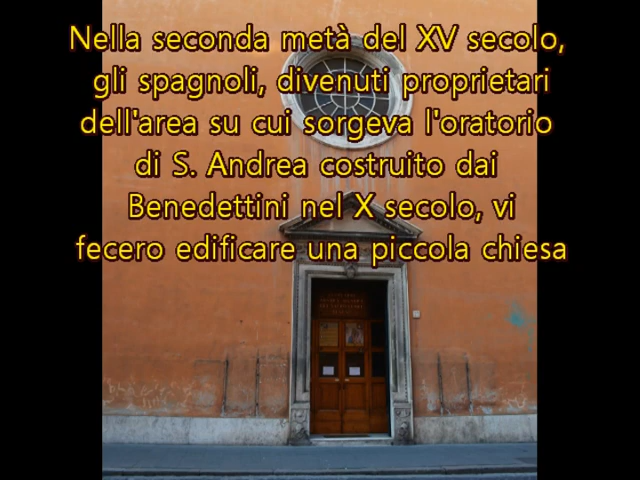 Nella seconda metà del XV secolo,
gli spagnoli, divenuti proprietari
dell'area su cui sorgeva l'oratorio
di S. Andrea costruito dai
Benedettini nel X secolo, vi
fecero edificare una piccola chiesa